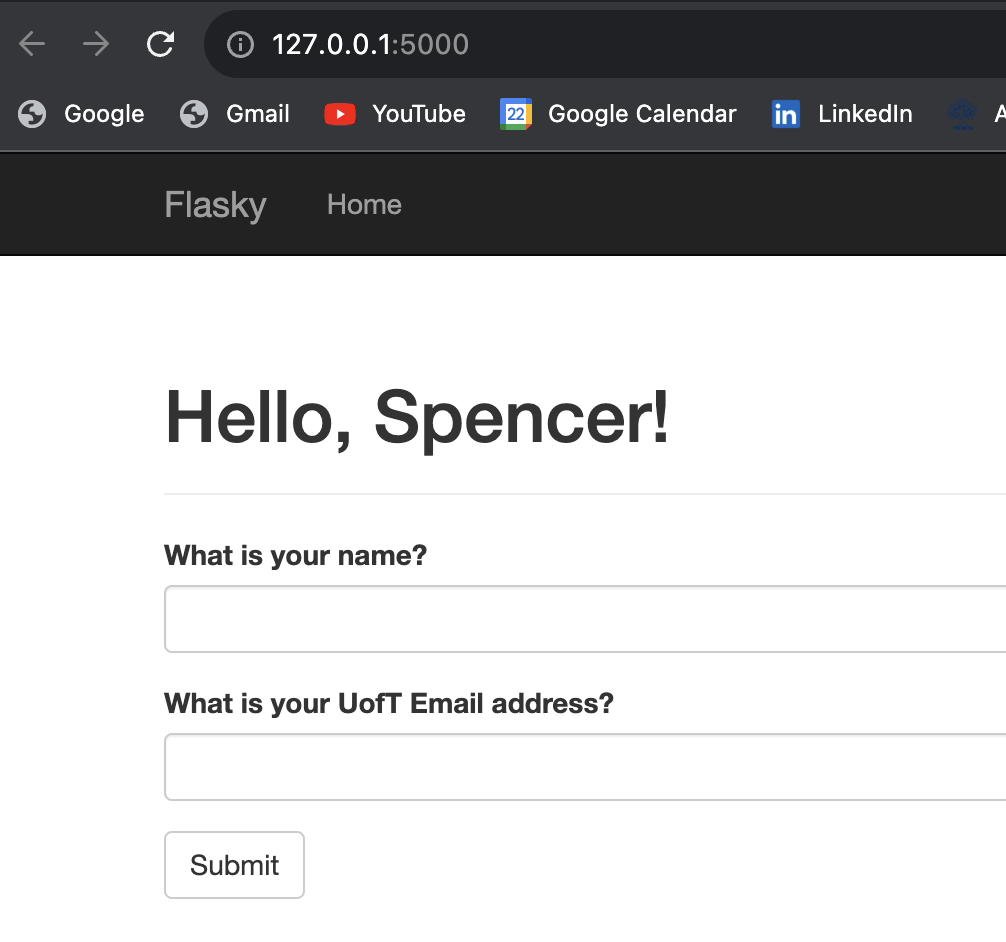 127.0.0.1:5000
Google Gmail YouTube 22 Google Calendar in LinkedIn A
Flasky Home
Hello, Spencer!
What is your name?
What is your UofT Email address?
Submit